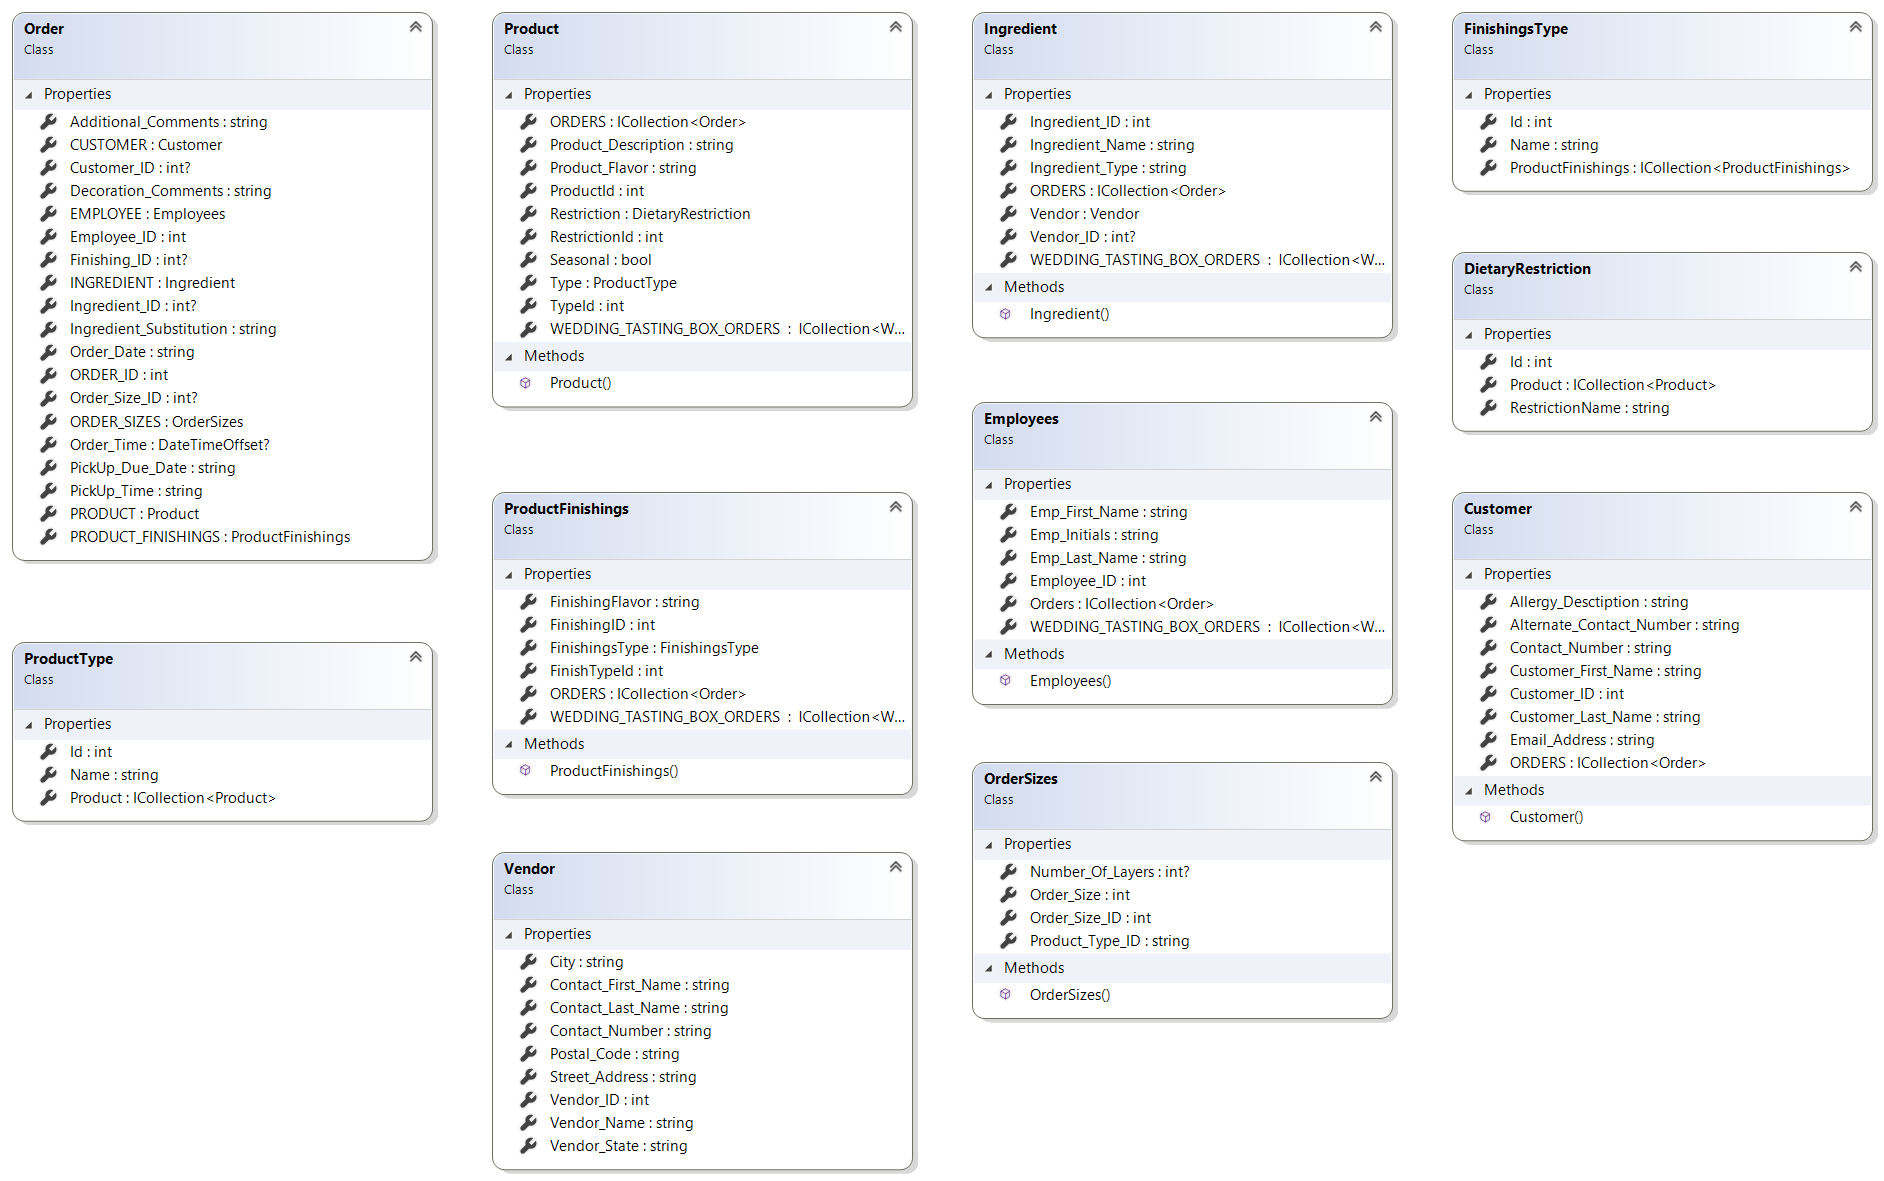 Order
Class
Properties
Additional_Comments : string
CUSTOMER : Customer
Customer_ID : int?
Decoration_Comments : string
EMPLOYEE : Employees
Employee_ID : int
Finishing_ID : int?
INGREDIENT : Ingredient
Ingredient_ID : int?
Ingredient_Substitution : string
Order_Date : string
ORDER_ID : int
Order_Size_ID : int?
ORDER_SIZES : OrderSizes
Order_Time : DateTimeOffset?
PickUp_Due_Date : string
PickUp_Time : string
PRODUCT : Product
PRODUCT_FINISHINGS : ProductFinishings
ProductType
Class
Properties
Id : int
Name : string
Product : ICollection<Product>
Product
Class
Properties
ORDERS : ICollection<Order>
Product_Description : string
Product_Flavor : string
ProductId : int
Restriction : DietaryRestriction
RestrictionId : int
Seasonal : bool
Type : ProductType
TypeId : int
WEDDING_TASTING_BOX_ORDERS : ICollection<W...
Methods
Product()
ProductFinishings
Class
Properties
FinishingFlavor : string
FinishingID : int
FinishingsType : FinishingsType
FinishTypeId : int
ORDERS : ICollection<Order>
WEDDING_TASTING_BOX_ORDERS : ICollection<W...
Methods
ProductFinishings()
Vendor
Class
Properties
City : string
Contact_First_Name : string
Contact_Last_Name : string
Contact_Number : string
Postal_Code : string
Street_Address : string
Vendor_ID : int
Vendor_Name : string
Vendor_State : string
Ingredient
Class
Properties
Ingredient_ID : int
Ingredient_Name : string
Ingredient_Type : string
ORDERS : ICollection<Order>
Vendor : Vendor
Vendor_ID : int?
WEDDING_TASTING_BOX_ORDERS : ICollection<W...
Methods
Ingredient()
Employees
Class
Properties
Emp_First_Name : string
Emp_Initials : string
Emp_Last_Name : string
Employee_ID : int
Orders : ICollection<Order>
WEDDING_TASTING_BOX_ORDERS : ICollection<W...
Methods
Employees()
OrderSizes
Class
Properties
Number_Of_Layers : int?
Order_Size : int
Order_Size_ID : int
Product_Type_ID : string
Methods
OrderSizes()
FinishingsType
Class
Properties
Id : int
Name : string
ProductFinishings : ICollection<ProductFinishings>
DietaryRestriction
Class
Properties
Id : int
Product : ICollection<Product>
RestrictionName : string
Customer
Class
Properties
Allergy_Desctiption : string
Alternate_Contact_Number : string
Contact_Number : string
Customer_First_Name : string
Customer_ID : int
Customer_Last_Name : string
Email_Address : string
ORDERS : ICollection<Order>
Methods
Customer()